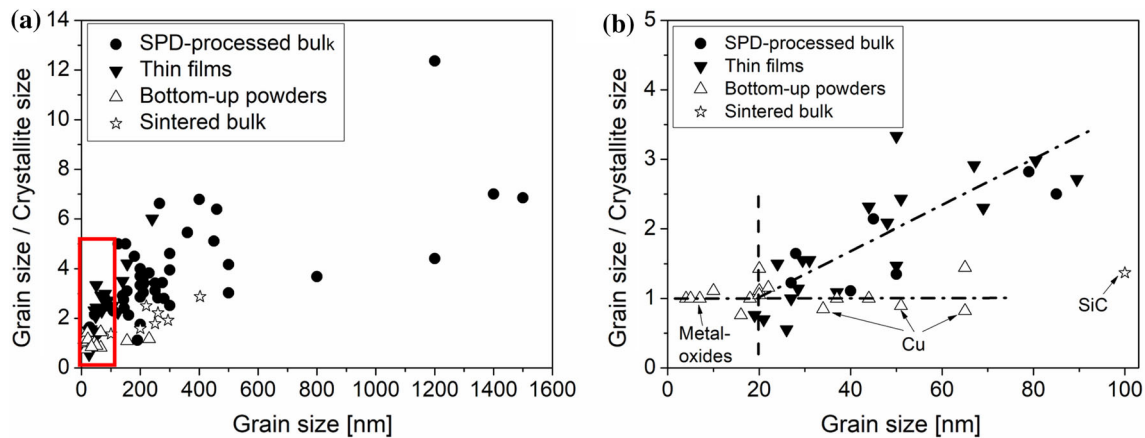 (a)
14
12
10
8
6
4
2
0
Grain size / Crystallite size
SPD-processed bulk
Thin films
Bottom-up powders
Sintered bulk
0 200 400 600 800 1000 1200 1400 1600
Grain size [nm]
(b)
5
4
3
2
1
0
Grain size / Crystallite size
SPD-processed bulk
Thin films
Bottom-up powders
Sintered bulk
Metal-
oxides
Cu
SiC
0 20 40 60 80 100
Grain size [nm]